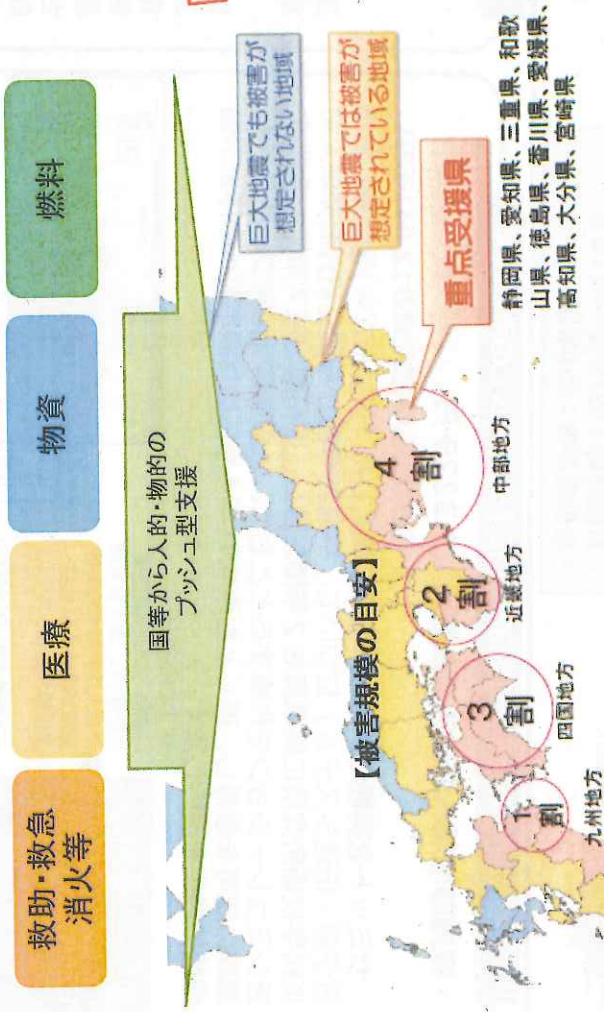 救助・救急
消火等
医療
物資
燃料
国等から人的・物的の
プッシュ型支援
巨大地震でも被害が
想定されない地域
巨大地震では被害が
想定されている地域
【被害規模の目安】
重点受援県
1
割
3
割
2
割
4
割
九州地方
四国地方
近畿地方
中部地方
静岡県、愛知県、三重県、和歌
山県、徳島県、香川県、愛媛県、
高知県、大分県、宮崎県